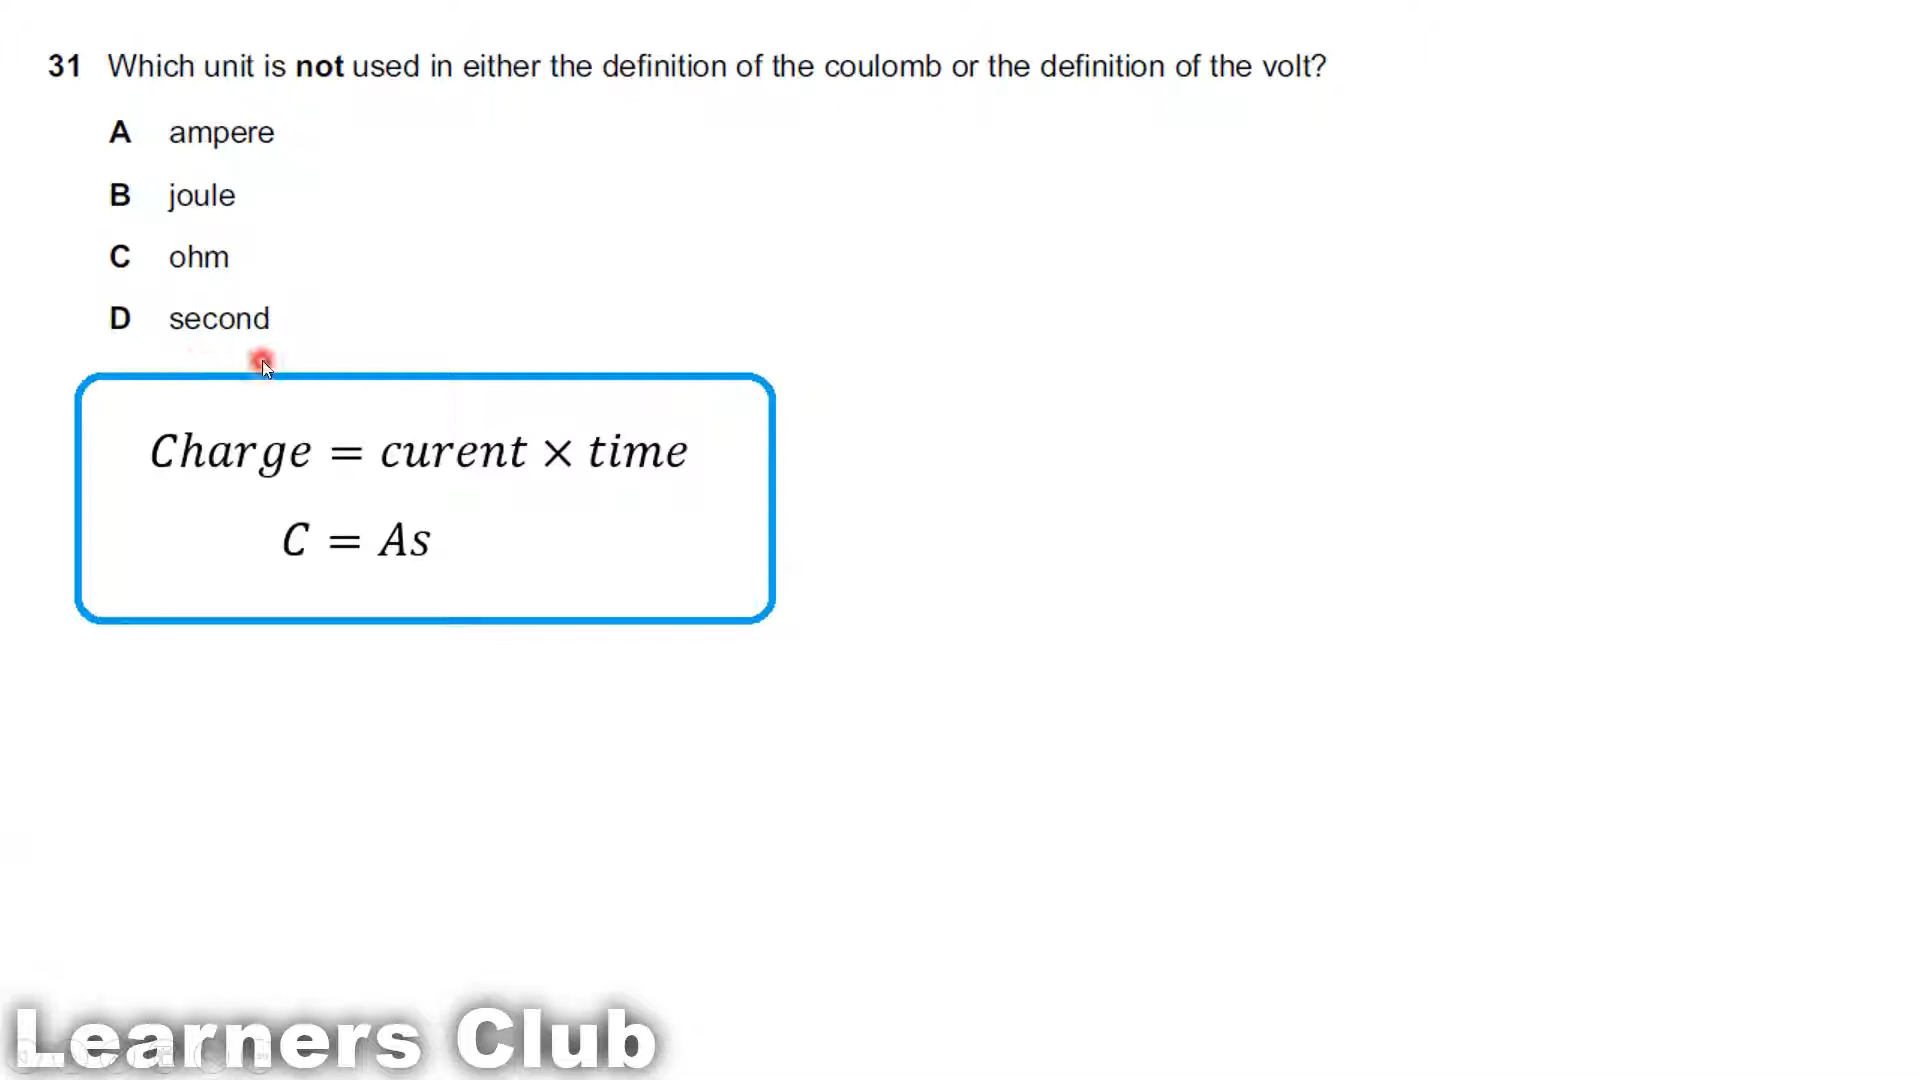 31 Which unit is not used in either the definition of the coulomb or the definition of the volt?
A ampere
B joule
C ohm
D second
Charge = curent × time
C = As
Learners Club